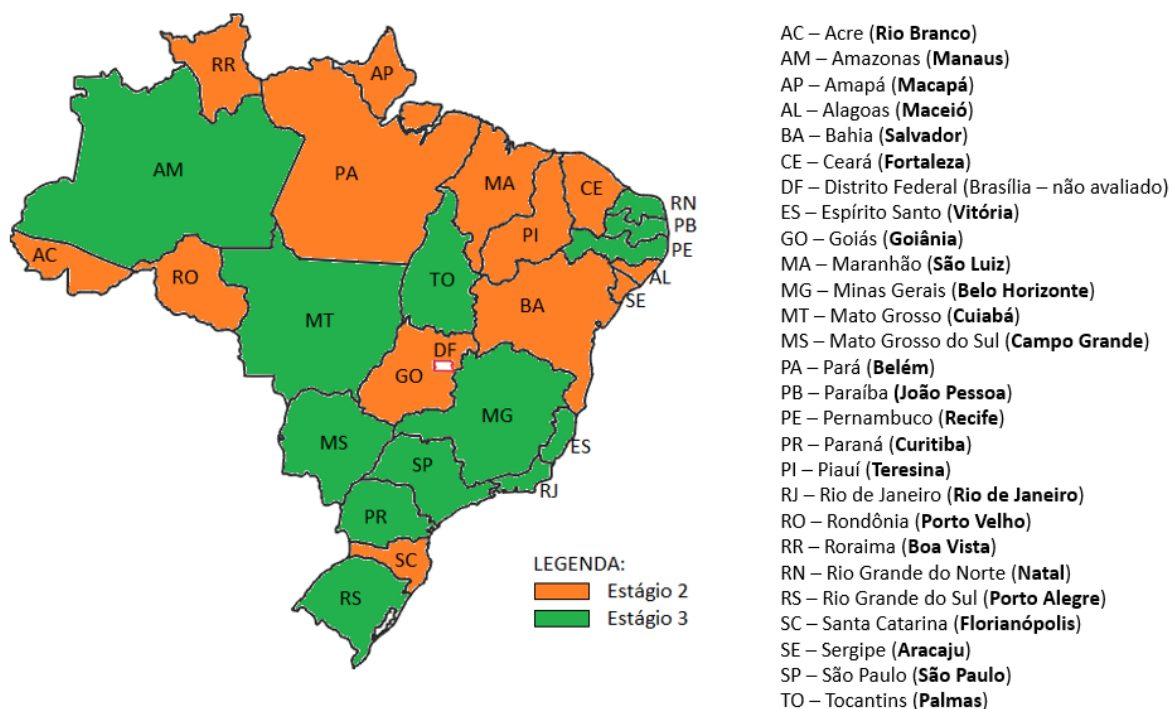 RR
AP
AM
PA
MA
CE
RN
PB
PE
PI
AC
RO
TO
AL
SE
BA
MT
DF
GO
MG
MS
ES
SP
RJ
PR
SC
RS
LEGENDA:
Estágio 2
Estágio 3
AC – Acre (Rio Branco)
AM – Amazonas (Manaus)
AP – Amapá (Macapá)
AL – Alagoas (Maceió)
BA – Bahia (Salvador)
CE – Ceará (Fortaleza)
DF – Distrito Federal (Brasília – não avaliado)
ES – Espírito Santo (Vitória)
GO – Goiás (Goiânia)
MA – Maranhão (São Luiz)
MG – Minas Gerais (Belo Horizonte)
MT – Mato Grosso (Cuiabá)
MS – Mato Grosso do Sul (Campo Grande)
PA – Pará (Belém)
PB – Paraíba (João Pessoa)
PE – Pernambuco (Recife)
PR – Paraná (Curitiba)
PI – Piauí (Teresina)
RJ – Rio de Janeiro (Rio de Janeiro)
RO – Rondônia (Porto Velho)
RR – Roraima (Boa Vista)
RN – Rio Grande do Norte (Natal)
RS – Rio Grande do Sul (Porto Alegre)
SC – Santa Catarina (Florianópolis)
SE – Sergipe (Aracaju)
SP – São Paulo (São Paulo)
TO – Tocantins (Palmas)